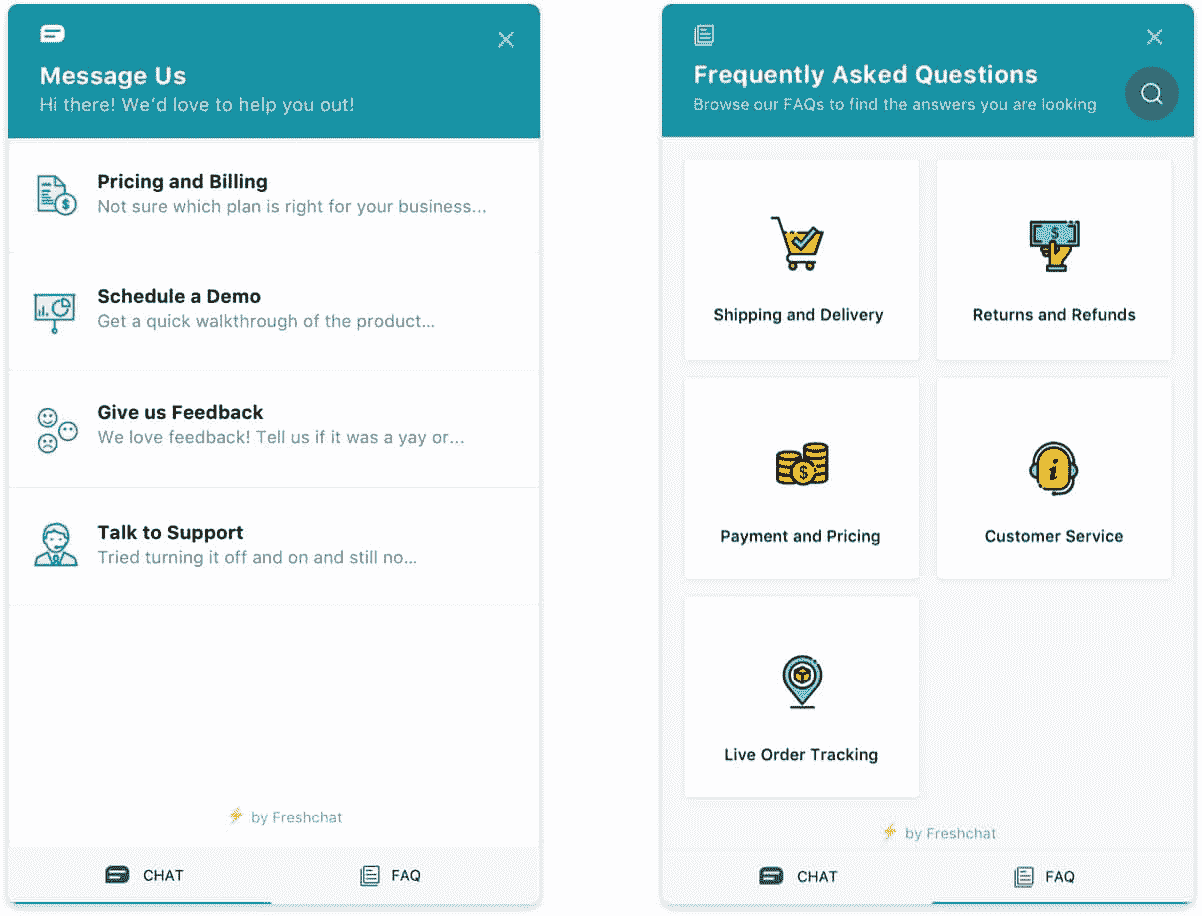 Message Us
Hi there! We'd love to help you out!
Pricing and Billing
Not sure which plan is right for your business...
$
Schedule a Demo
Get a quick walkthrough of the product...
Give us Feedback
We love feedback! Tell us if it was a yay or...
Talk to Support
Tried turning it off and on and still no...
by Freshchat
CHAT
FAQ
Frequently Asked Questions
Browse our FAQs to find the answers you are looking
Shipping and Delivery
$
Returns and Refunds
$
Payment and Pricing
i
Customer Service
Live Order Tracking
by Freshchat
CHAT
FAQ